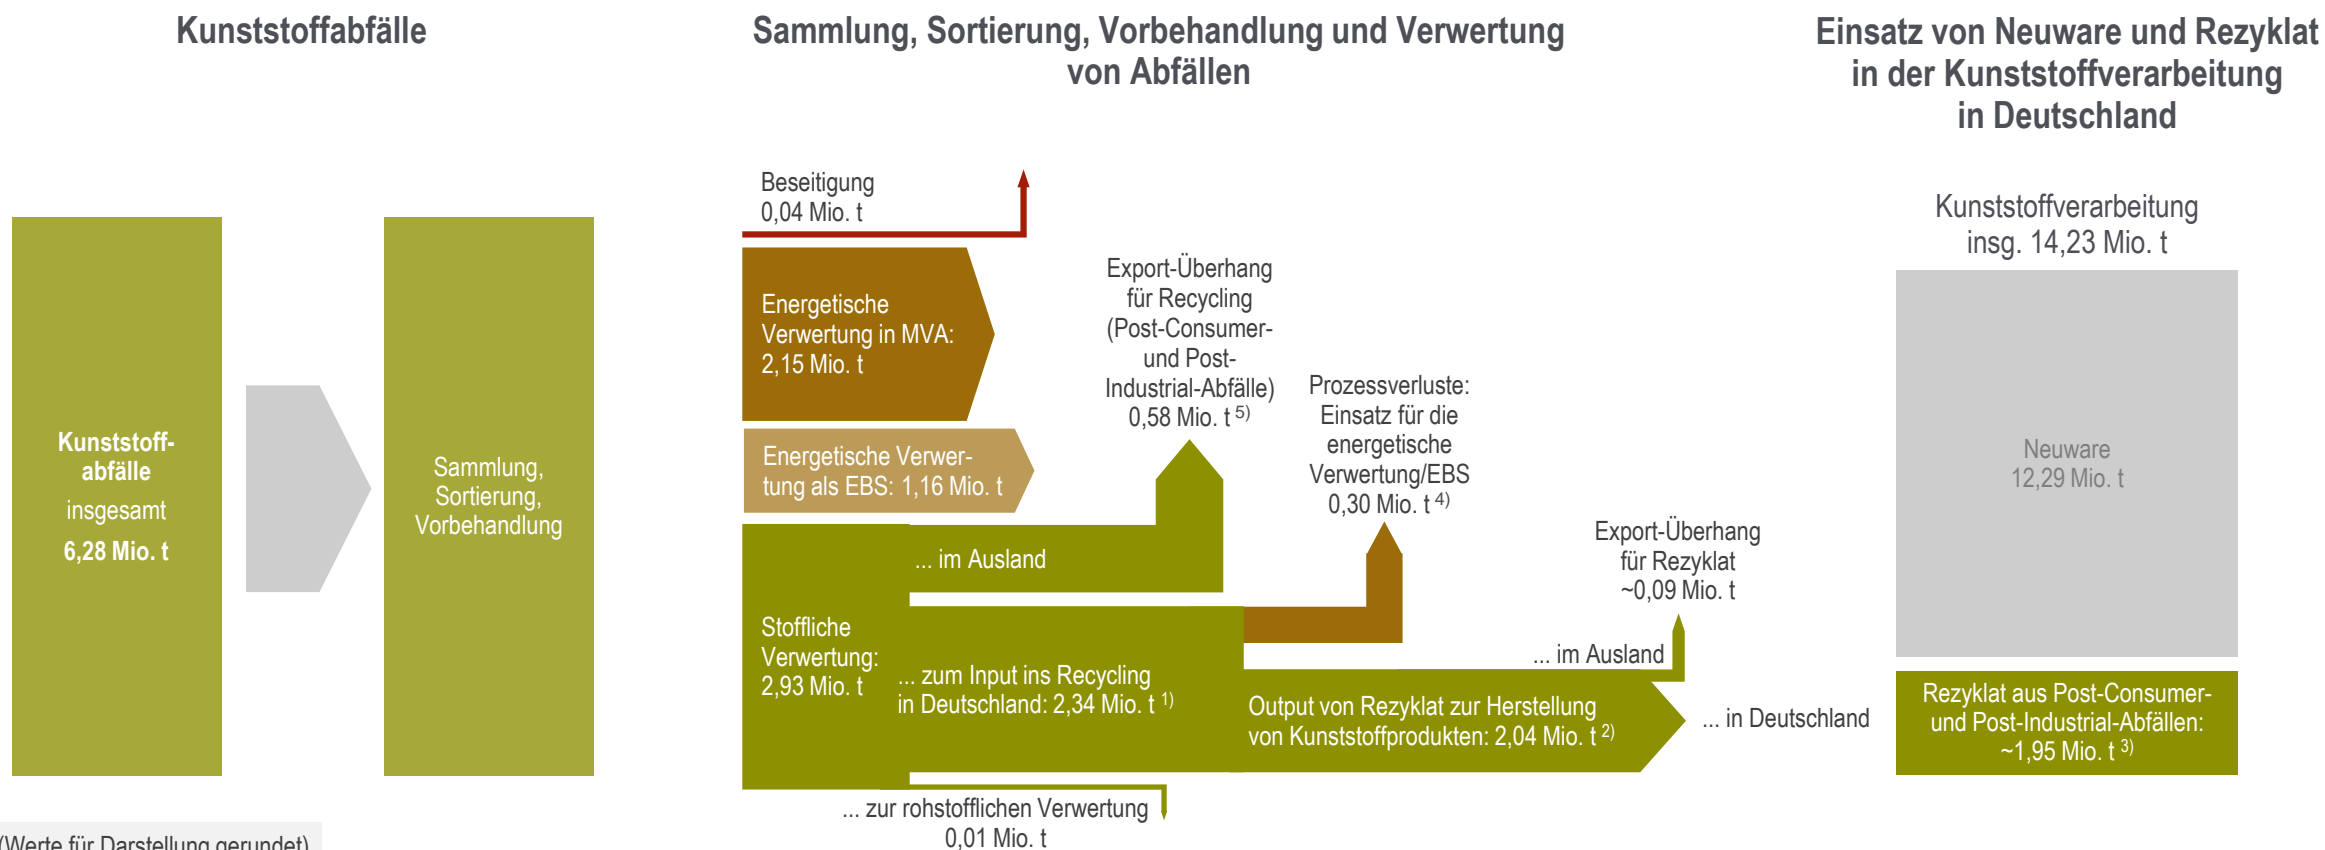 Kunststoffabfälle
Sammlung, Sortierung, Vorbehandlung und Verwertung
von Abfällen
Einsatz von Neuware und Rezyklat
in der Kunststoffverarbeitung
in Deutschland
Kunststoff-
abfälle
insgesamt
6,28 Mio. t
Sammlung,
Sortierung,
Vorbehandlung
Beseitigung
0,04 Mio. t
Energetische
Verwertung in MVA:
2,15 Mio. t
Energetische Verwer-
tung als EBS: 1,16 Mio. t
Stoffliche
Verwertung:
2,93 Mio. t
... im Ausland
Export-Überhang
für Recycling
(Post-Consumer-
und Post-
Industrial-Abfälle)
0,58 Mio. t 5)
... zum Input ins Recycling
in Deutschland: 2,34 Mio. t 1)
... zur rohstofflichen Verwertung
0,01 Mio. t
Prozessverluste:
Einsatz für die
energetische
Verwertung/EBS
0,30 Mio. t 4)
Output von Rezyklat zur Herstellung
von Kunststoffprodukten: 2,04 Mio. t 2)
Export-Überhang
für Rezyklat
~0,09 Mio. t
... im Ausland
... in Deutschland
Kunststoffverarbeitung
insg. 14,23 Mio. t
Neuware
12,29 Mio. t
Rezyklat aus Post-Consumer-
und Post-Industrial-Abfällen:
~1,95 Mio. t 3)
(Werte für Darstellung gerundet)